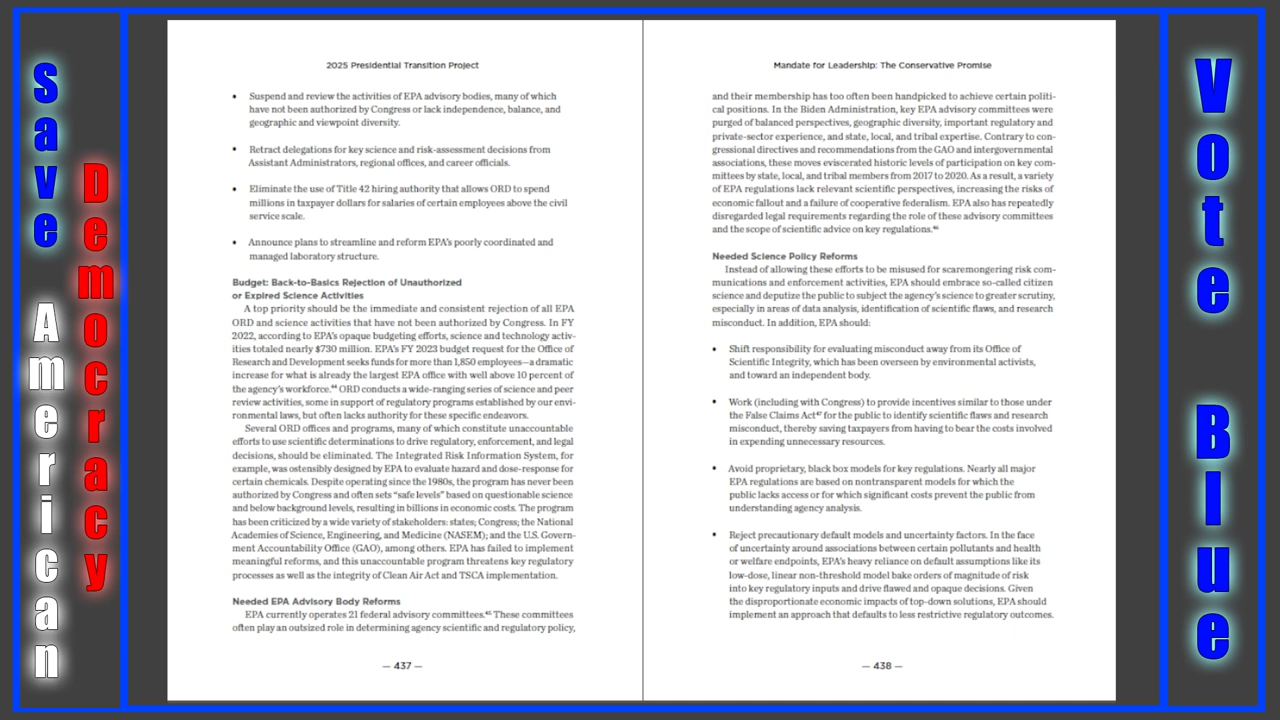 Save
American
Democracy
2025 Presidential Transition Project
• Suspend and review the activities of EPA advisory bodies, many of which
have not been authorized by Congress or lack independence, balance, and
geographic and viewpoint diversity.
• Retract delegations for key science and risk-assessment decisions from
Assistant Administrators, regional offices, and career officials.
• Eliminate the use of Title 42 hiring authority that allows ORD to spend
millions in taxpayer dollars for salaries of certain employees above the civil
service scale.
• Announce plans to streamline and reform EPA's poorly coordinated and
managed laboratory structure.
Budget: Back-to-Basics Rejection of Unauthorized
or Expired Science Activities
A top priority should be the immediate and consistent rejection of all EPA
ORD and science activities that have not been authorized by Congress. In FY
2022, according to EPA's opaque budgeting efforts, science and technology activ-
ities totaled nearly $730 million. EPA's FY 2023 budget request for the Office of
Research and Development seeks funds for more than 1,850 employees—a dramatic
increase for what is already the largest EPA office with well above 10 percent of
the agency's workforce.⁴⁴ ORD conducts a wide-ranging series of science and peer
review activities, some in support of regulatory programs established by our envi-
ronmental laws, but often lacks authority for these specific endeavors.
Several ORD offices and programs, many of which constitute unaccountable
efforts to use scientific determinations to drive regulatory, enforcement, and legal
decisions, should be eliminated. The Integrated Risk Information System, for
example, was ostensibly designed by EPA to evaluate hazard and dose-response for
certain chemicals. Despite operating since the 1980s, the program has never been
authorized by Congress and often sets “safe levels” based on questionable science
and below background levels, resulting in billions in economic costs. The program
has been criticized by a wide variety of stakeholders: states; Congress; the National
Academies of Science, Engineering, and Medicine (NASEM); and the U.S. Govern-
ment Accountability Office (GAO), among others. EPA has failed to implement
meaningful reforms, and this unaccountable program threatens key regulatory
processes as well as the integrity of Clean Air Act and TSCA implementation.
Needed EPA Advisory Body Reforms
EPA currently operates 21 federal advisory committees.⁴⁵ These committees
often play an outsized role in determining agency scientific and regulatory policy,
— 437 —
Mandate for Leadership: The Conservative Promise
and their membership has too often been handpicked to achieve certain politi-
cal positions. In the Biden Administration, key EPA advisory committees were
purged of balanced perspectives, geographic diversity, important regulatory and
private-sector experience, and state, local, and tribal expertise. Contrary to con-
gressional directives and recommendations from the GAO and intergovernmental
associations, these moves eviscerated historic levels of participation on key com-
mittees by state, local, and tribal members from 2017 to 2020. As a result, a variety
of EPA regulations lack relevant scientific perspectives, increasing the risks of
economic fallout and a failure of cooperative federalism. EPA also has repeatedly
disregarded legal requirements regarding the role of these advisory committees
and the scope of scientific advice on key regulations.⁴⁶
Needed Science Policy Reforms
Instead of allowing these efforts to be misused for scaremongering risk com-
munications and enforcement activities, EPA should embrace so-called citizen
science and deputize the public to subject the agency's science to greater scrutiny,
especially in areas of data analysis, identification of scientific flaws, and research
misconduct. In addition, EPA should:
• Shift responsibility for evaluating misconduct away from its Office of
Scientific Integrity, which has been overseen by environmental activists,
and toward an independent body.
• Work (including with Congress) to provide incentives similar to those under
the False Claims Act⁴⁷ for the public to identify scientific flaws and research
misconduct, thereby saving taxpayers from having to bear the costs involved
in expending unnecessary resources.
• Avoid proprietary, black box models for key regulations. Nearly all major
EPA regulations are based on nontransparent models for which the
public lacks access or for which significant costs prevent the public from
understanding agency analysis.
• Reject precautionary default models and uncertainty factors. In the face
of uncertainty around associations between certain pollutants and health
or welfare endpoints, EPA's heavy reliance on default assumptions like its
low-dose, linear non-threshold model bake orders of magnitude of risk
into key regulatory inputs and drive flawed and opaque decisions. Given
the disproportionate economic impacts of top-down solutions, EPA should
implement an approach that defaults to less restrictive regulatory outcomes.
— 438 —
Vote
Blue